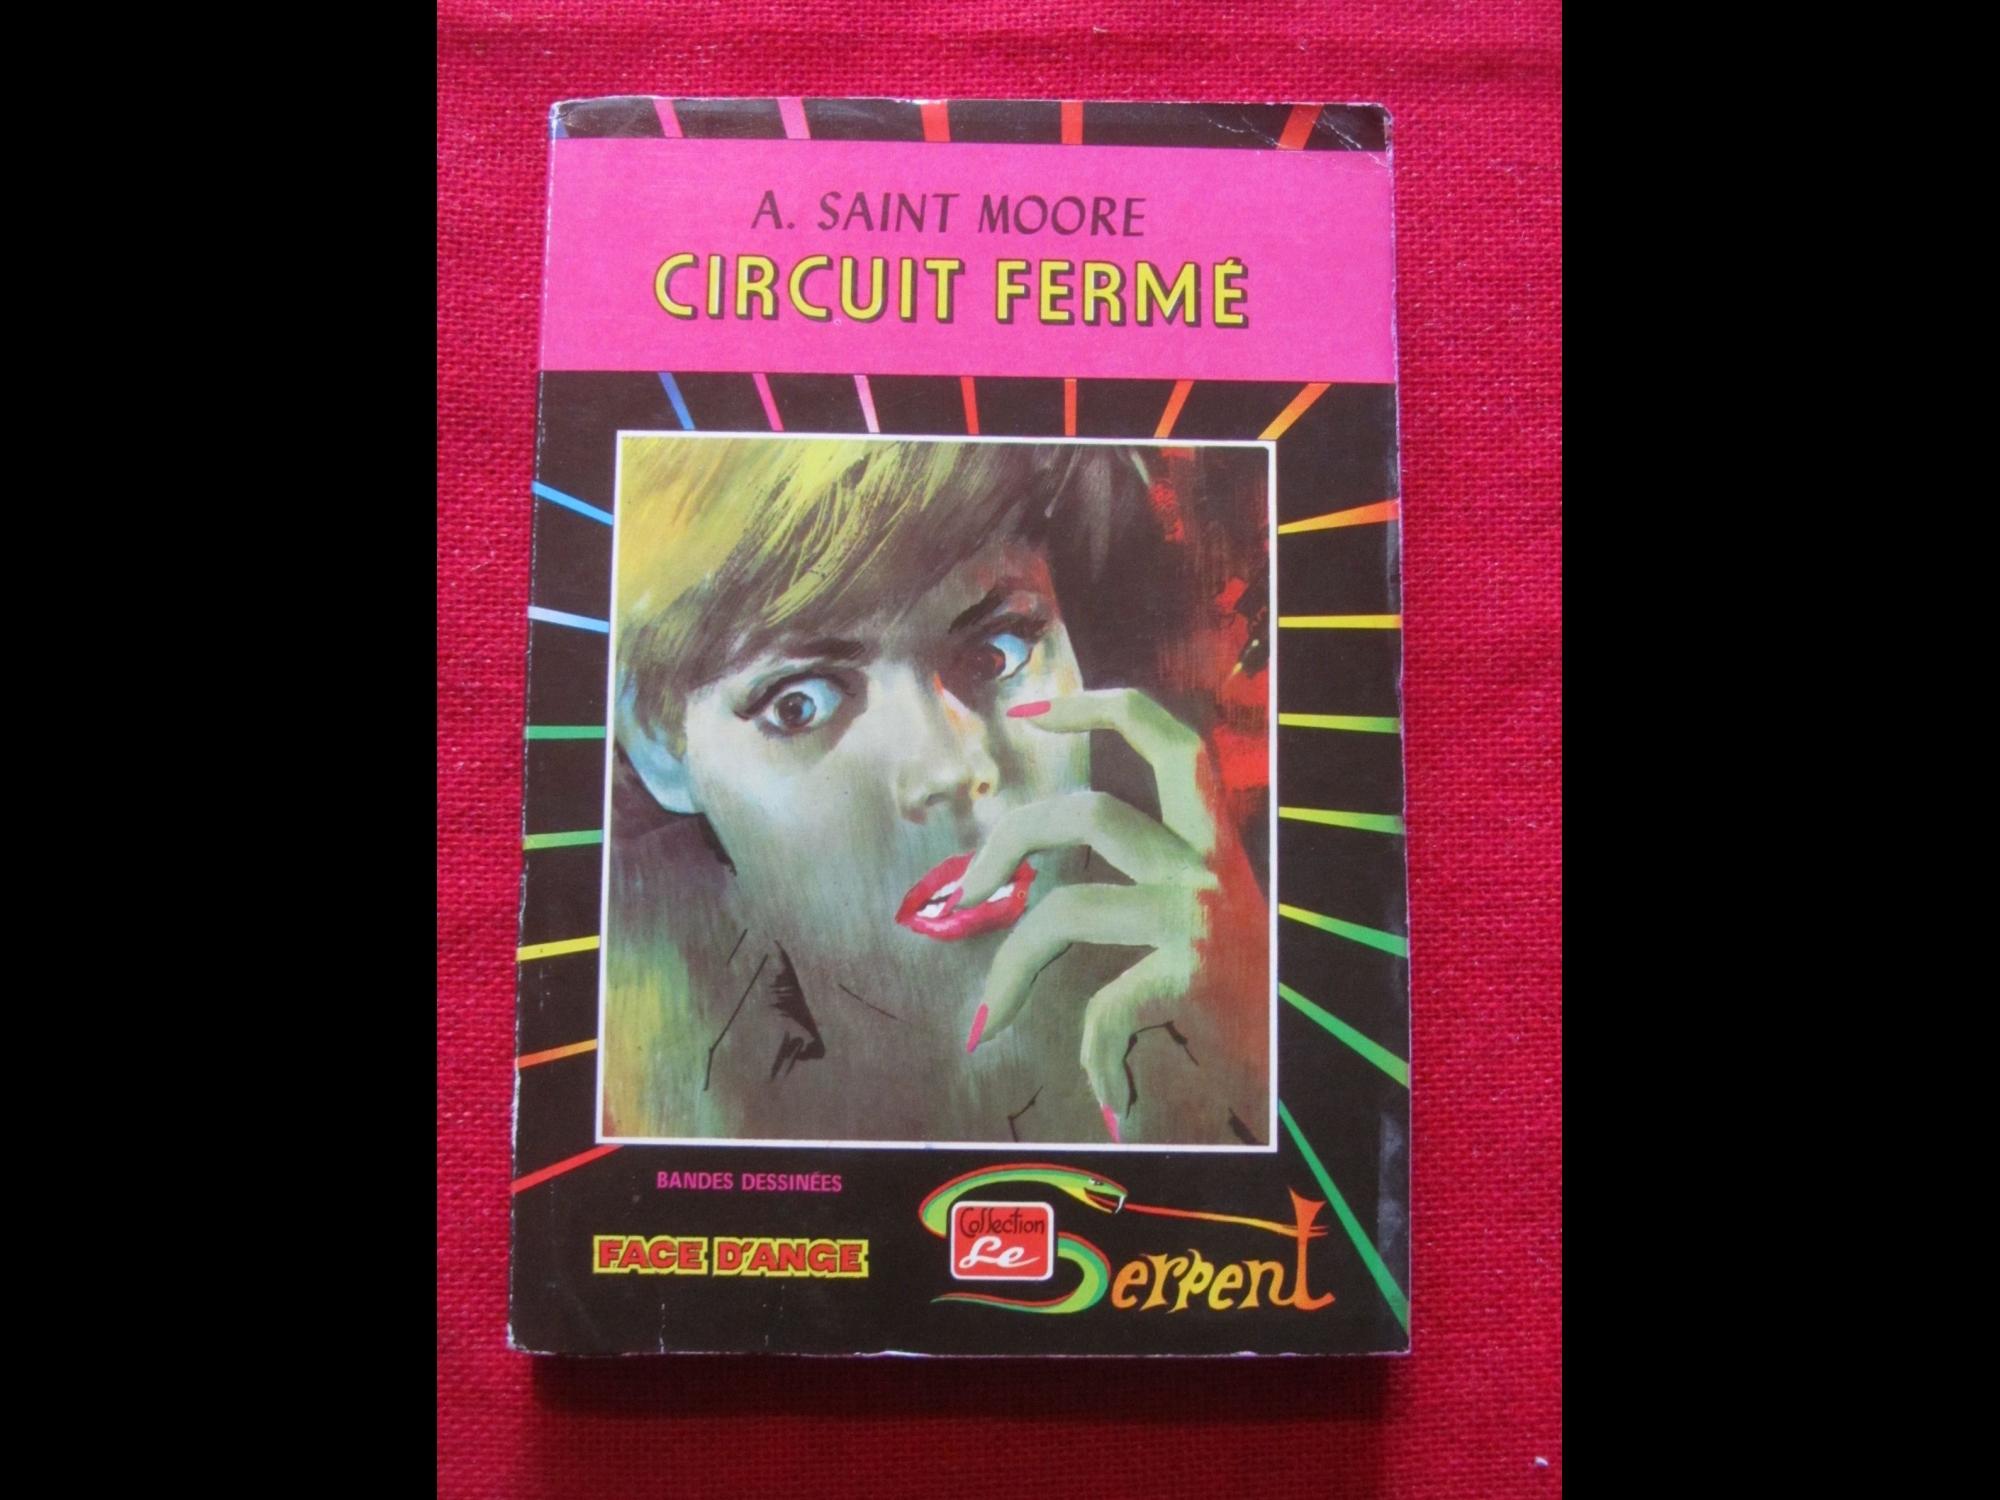 A. SAINT MOORE
CIRCUIT FERMÉ
BANDES DESSINÉES
FACE D'ANGE
Collection
Le
Serpent